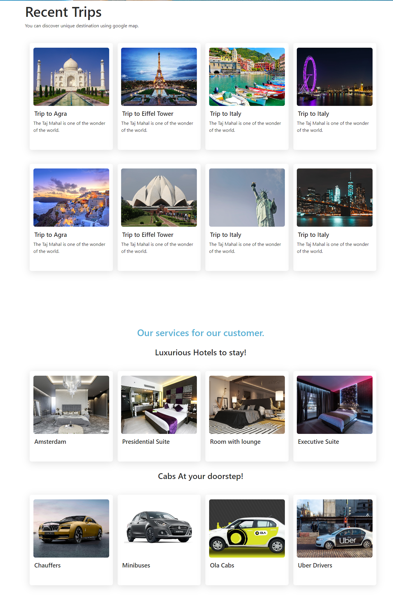 Recent Trips
You can discover unique destination using google map.
Trip to Agra
The Taj Mahal is one of the wonder
of the world.
Trip to Eiffel Tower
The Taj Mahal is one of the wonder
of the world.
Trip to Italy
The Taj Mahal is one of the wonder
of the world.
Trip to Italy
The Taj Mahal is one of the wonder
of the world.
Trip to Agra
The Taj Mahal is one of the wonder
of the world.
Trip to Eiffel Tower
The Taj Mahal is one of the wonder
of the world.
Trip to Italy
The Taj Mahal is one of the wonder
of the world.
Trip to Italy
The Taj Mahal is one of the wonder
of the world.
Our services for our customer.
Luxurious Hotels to stay!
Amsterdam
Presidential Suite
Room with lounge
Executive Suite
Cabs At your doorstep!
Chauffers
Minibuses
OLA
Ola Cabs
Uber
Uber Drivers